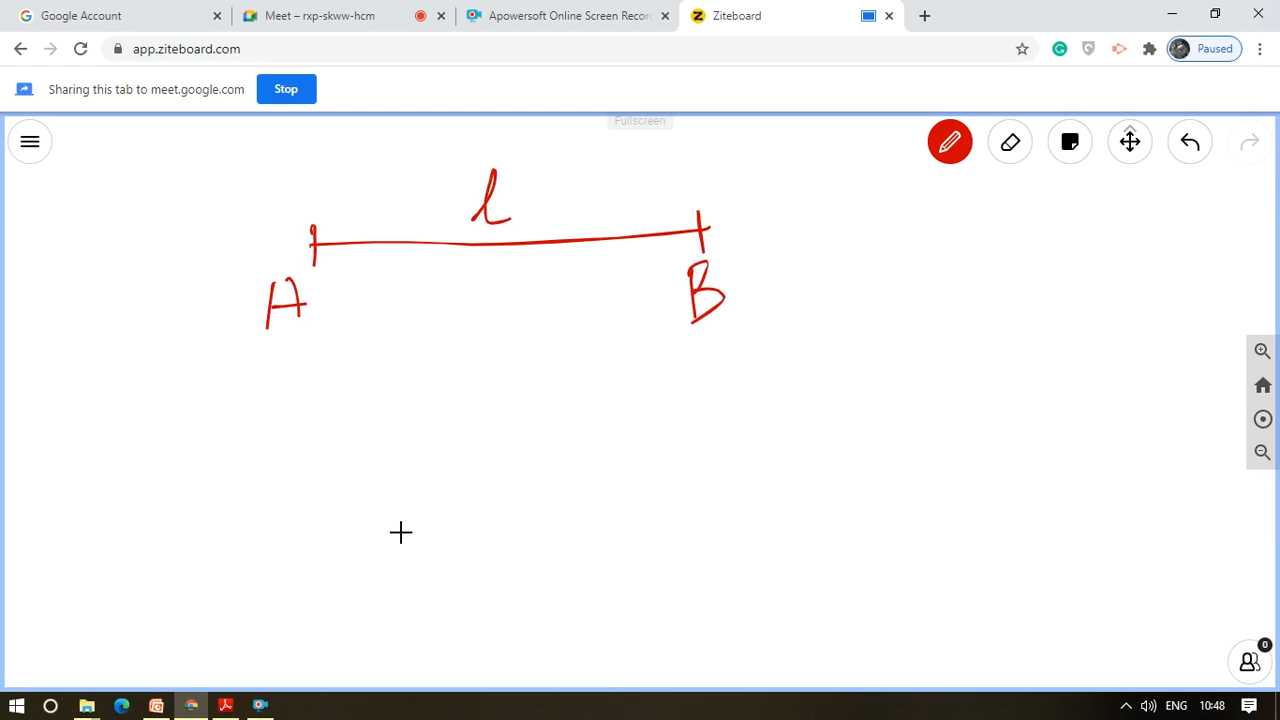 Google Account
Meet – rxp-skww-hcm
Apowersoft Online Screen Recor
Ziteboard
app.ziteboard.com
Paused
Sharing this tab to meet.google.com
Stop
Fullscreen
l
A
B
0
ENG
10:48